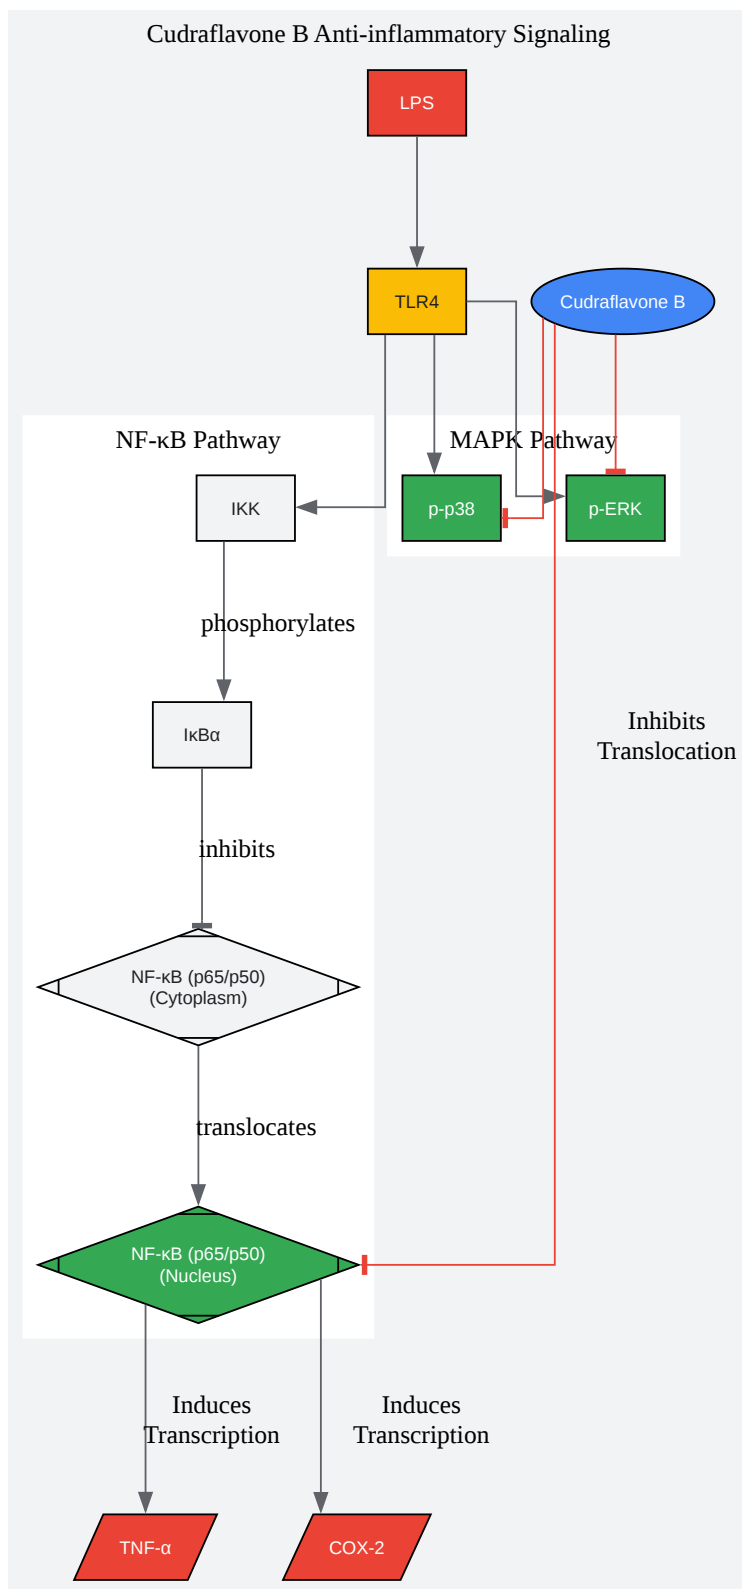 Cudraflavone B Anti-inflammatory Signaling
LPS
TLR4
Cudraflavone B
NF-κB Pathway
MAPK Pathway
IKK
p-p38
p-ERK
phosphorylates
Inhibits
Translocation
IκBα
inhibits
NF-κB (p65/p50)
(Cytoplasm)
translocates
NF-κB (p65/p50)
(Nucleus)
Induces
Transcription
Induces
Transcription
TNF-α
COX-2